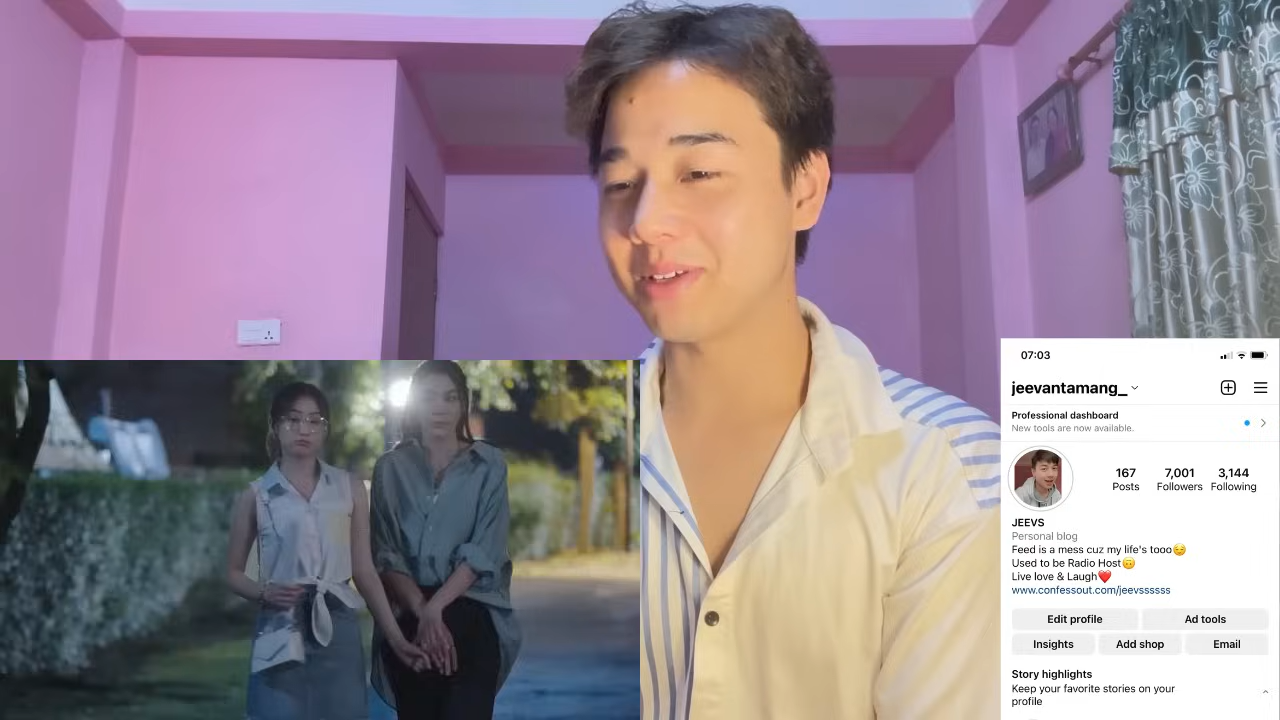 07:03
jeevantamang_
Professional dashboard
New tools are now available.
167 7,001 3,144
Posts Followers Following
JEEVS
Personal blog
Feed is a mess cuz my life's tooo😔
Used to be Radio Host🙃
Live love & Laugh❤️
www.confessout.com/jeevssssss
Edit profile Ad tools
Insights Add shop Email
Story highlights
Keep your favorite stories on your
profile